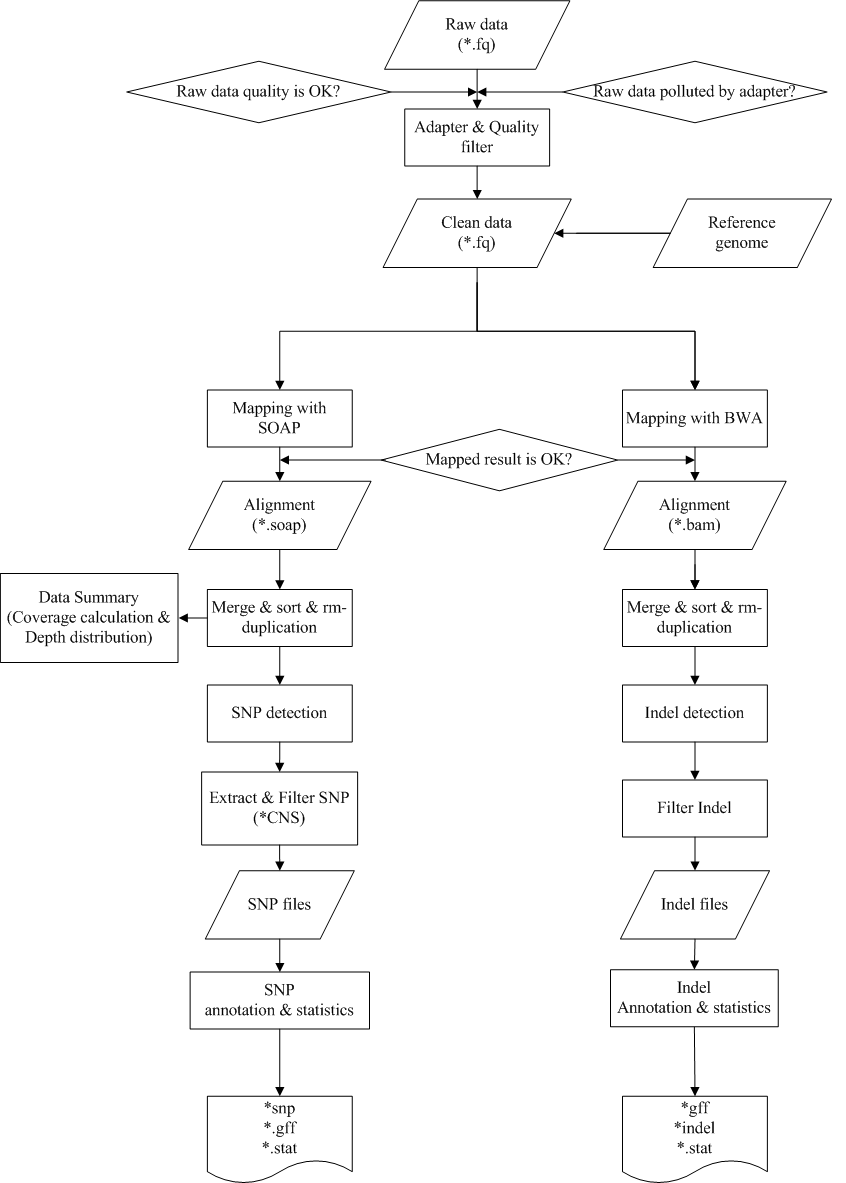 Raw data
(*.fq)
Raw data quality is OK?
Raw data polluted by adapter?
Adapter & Quality
filter
Clean data
(*.fq)
Reference
genome
Mapping with
SOAP
Mapping with BWA
Mapped result is OK?
Alignment
(*.soap)
Alignment
(*.bam)
Data Summary
(Coverage calculation &
Depth distribution)
Merge & sort & rm-
duplication
Merge & sort & rm-
duplication
SNP detection
Indel detection
Extract & Filter SNP
(*CNS)
Filter Indel
SNP files
Indel files
SNP
annotation & statistics
Indel
Annotation & statistics
*snp
*.gff
*.stat
*gff
*indel
*.stat